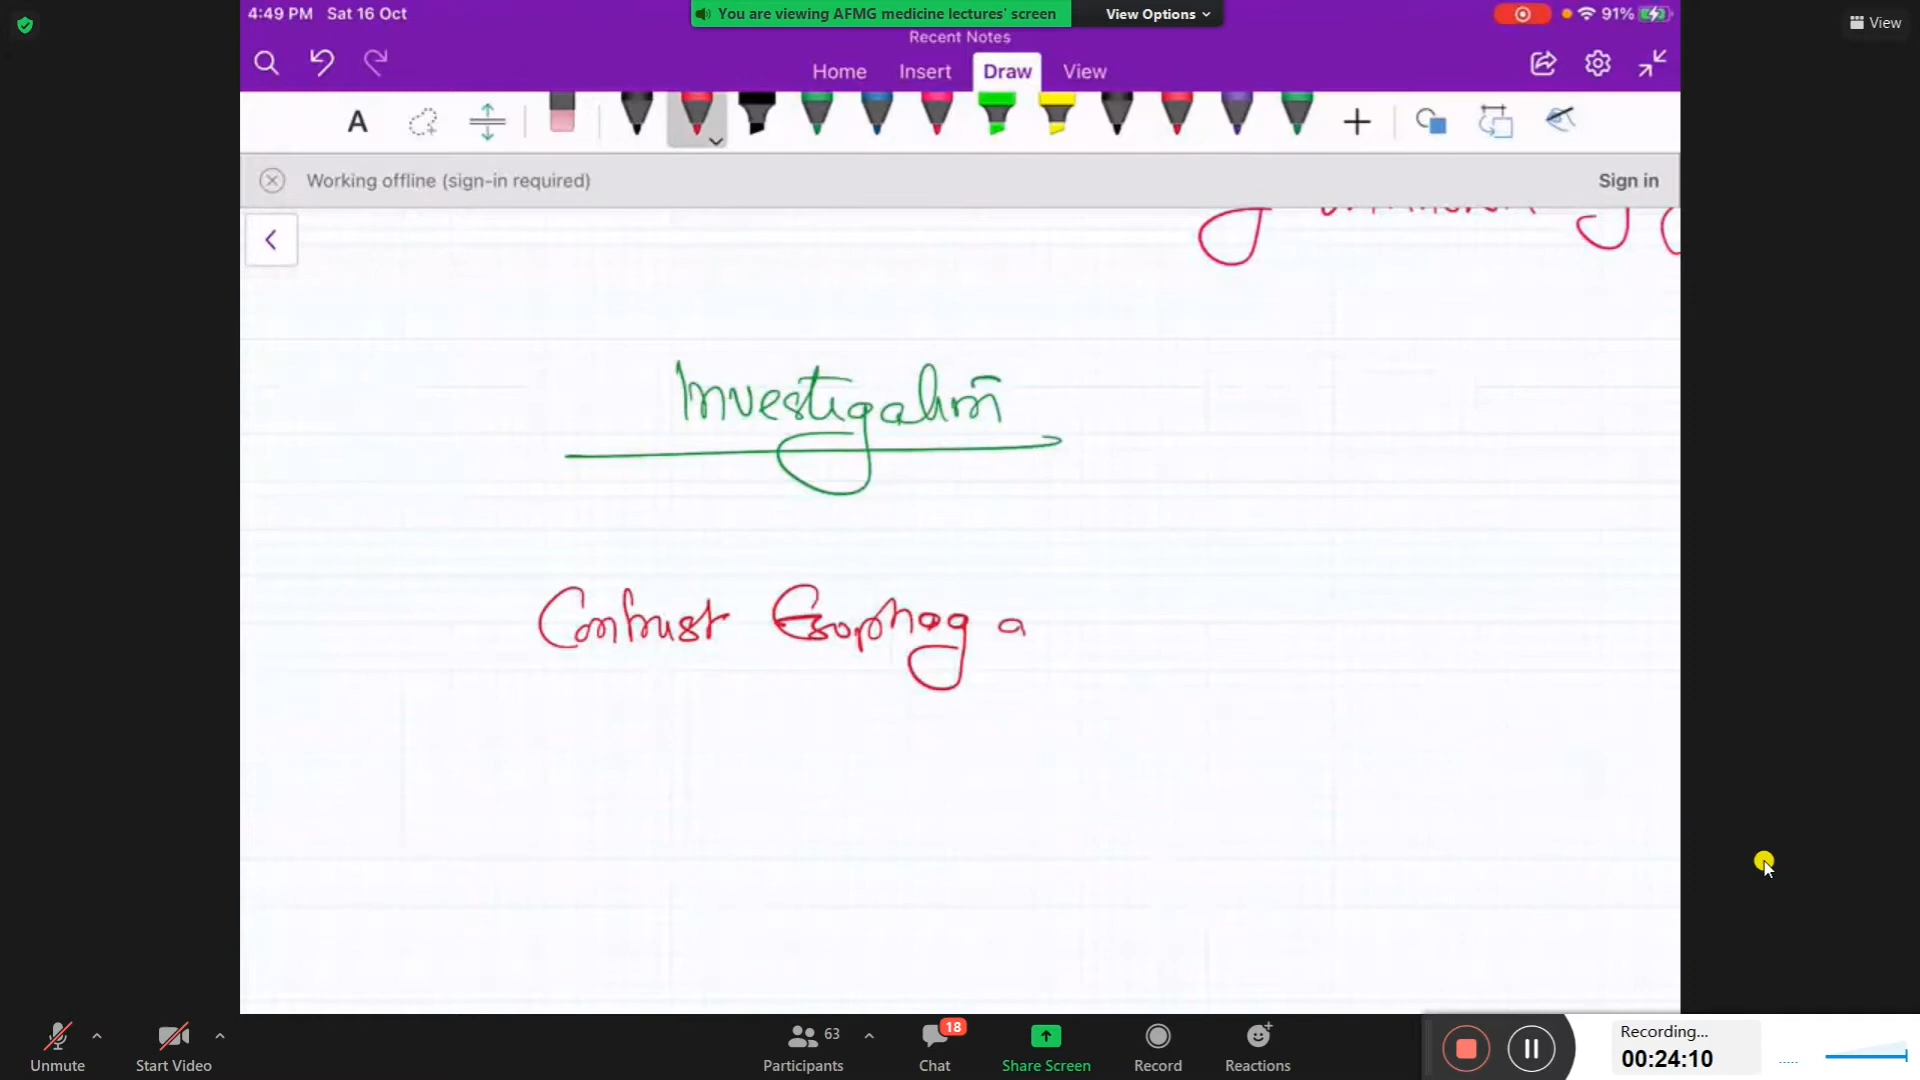 4:49 PM Sat 16 Oct
You are viewing AFMG medicine lectures' screen View Options
91%
View
Recent Notes
Home Insert Draw View
A
Working offline (sign-in required) Sign in
Investigation
Contrast Esophag a
Unmute
Start Video
Participants 63
Chat 18
Share Screen
Record
Reactions
Recording...
00:24:10